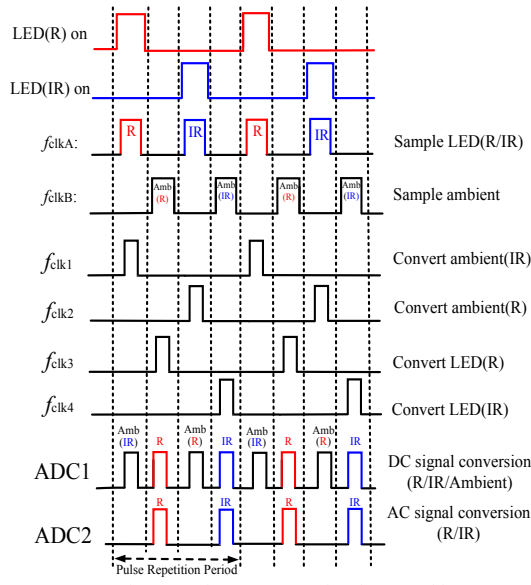 LED(R) on
LED(IR) on
fclkA: R IR R IR Sample LED(R/IR)
fclkB: Amb (R) Amb (IR) Amb (R) Amb (IR) Sample ambient
fclk1 Convert ambient(IR)
fclk2 Convert ambient(R)
fclk3 Convert LED(R)
fclk4 Convert LED(IR)
Amb (IR) R Amb (R) IR Amb (IR) R Amb (R) IR
ADC1 DC signal conversion
(R/IR/Ambient)
R IR R IR
ADC2 AC signal conversion
(R/IR)
Pulse Repetition Period